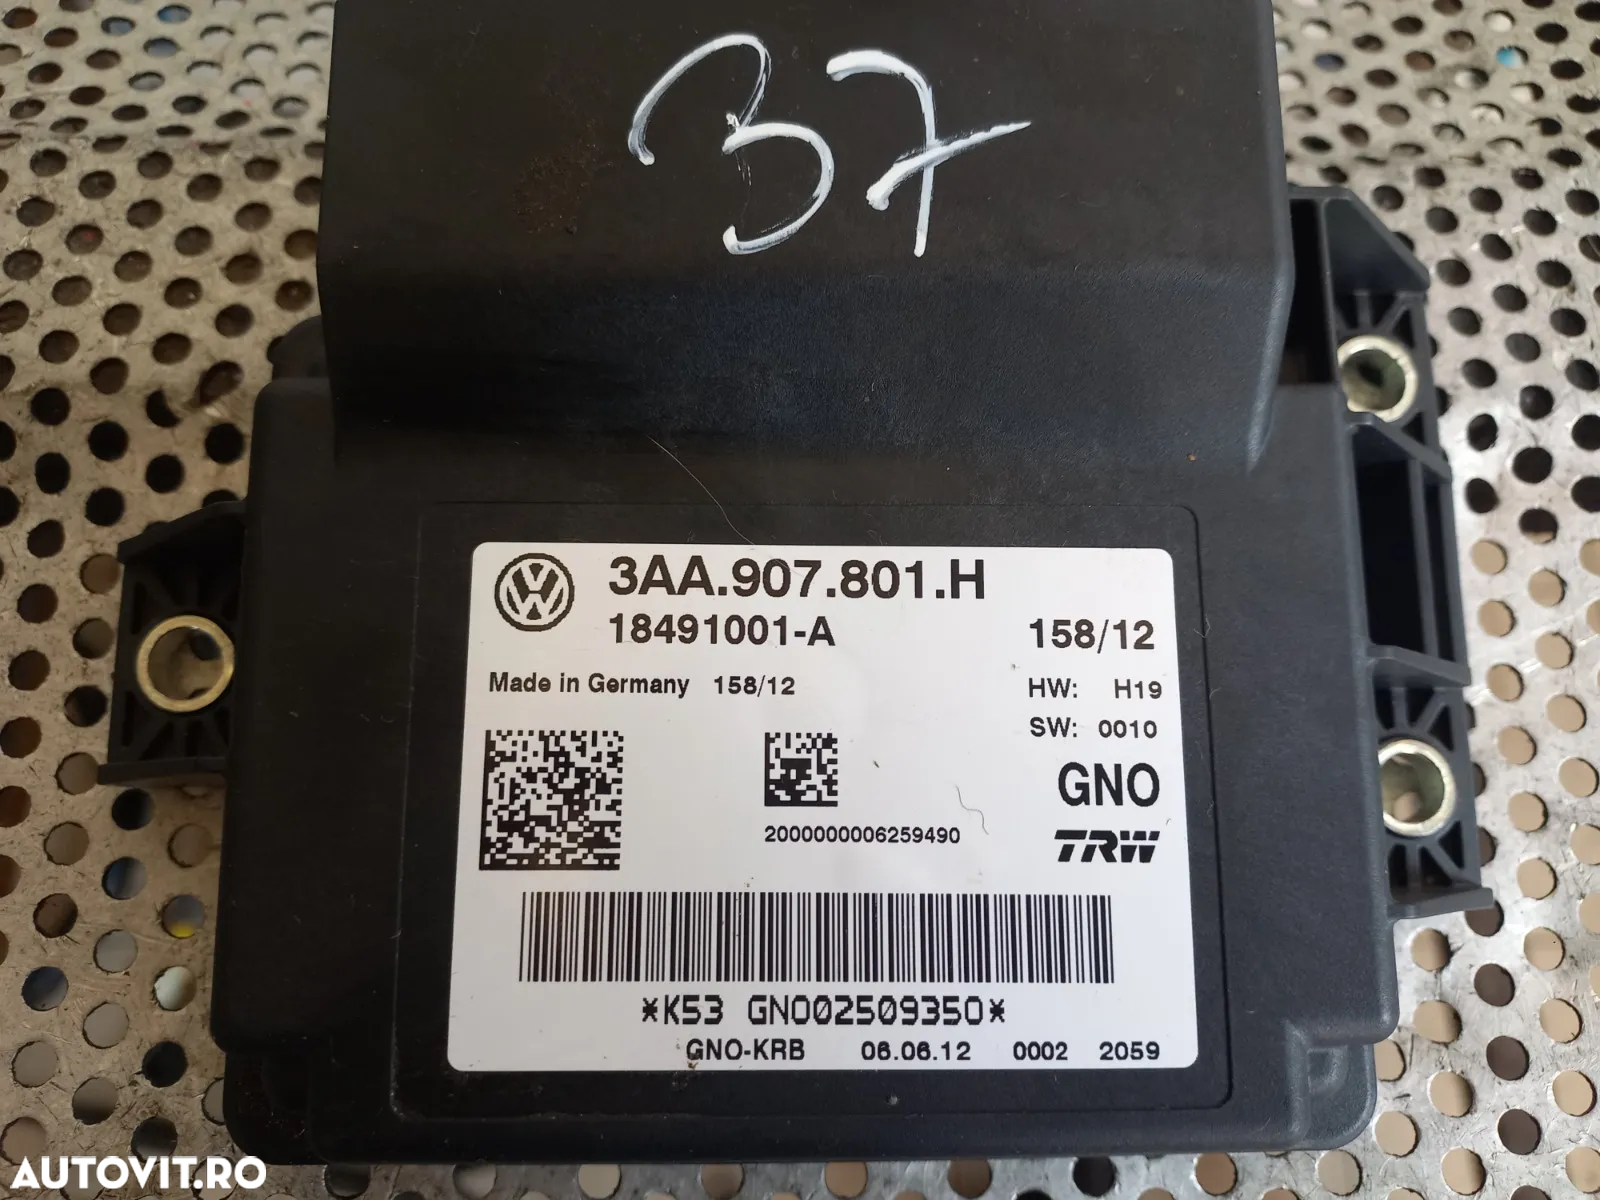 37
3AA.907.801.H
18491001-A
158/12
Made in Germany 158/12
HW: H19
SW: 0010
GNO
TRW
2000000006259490
*K53 GNO02509350*
GNO-KRB 06.06.12 0002 2059
AUTOVIT.RO